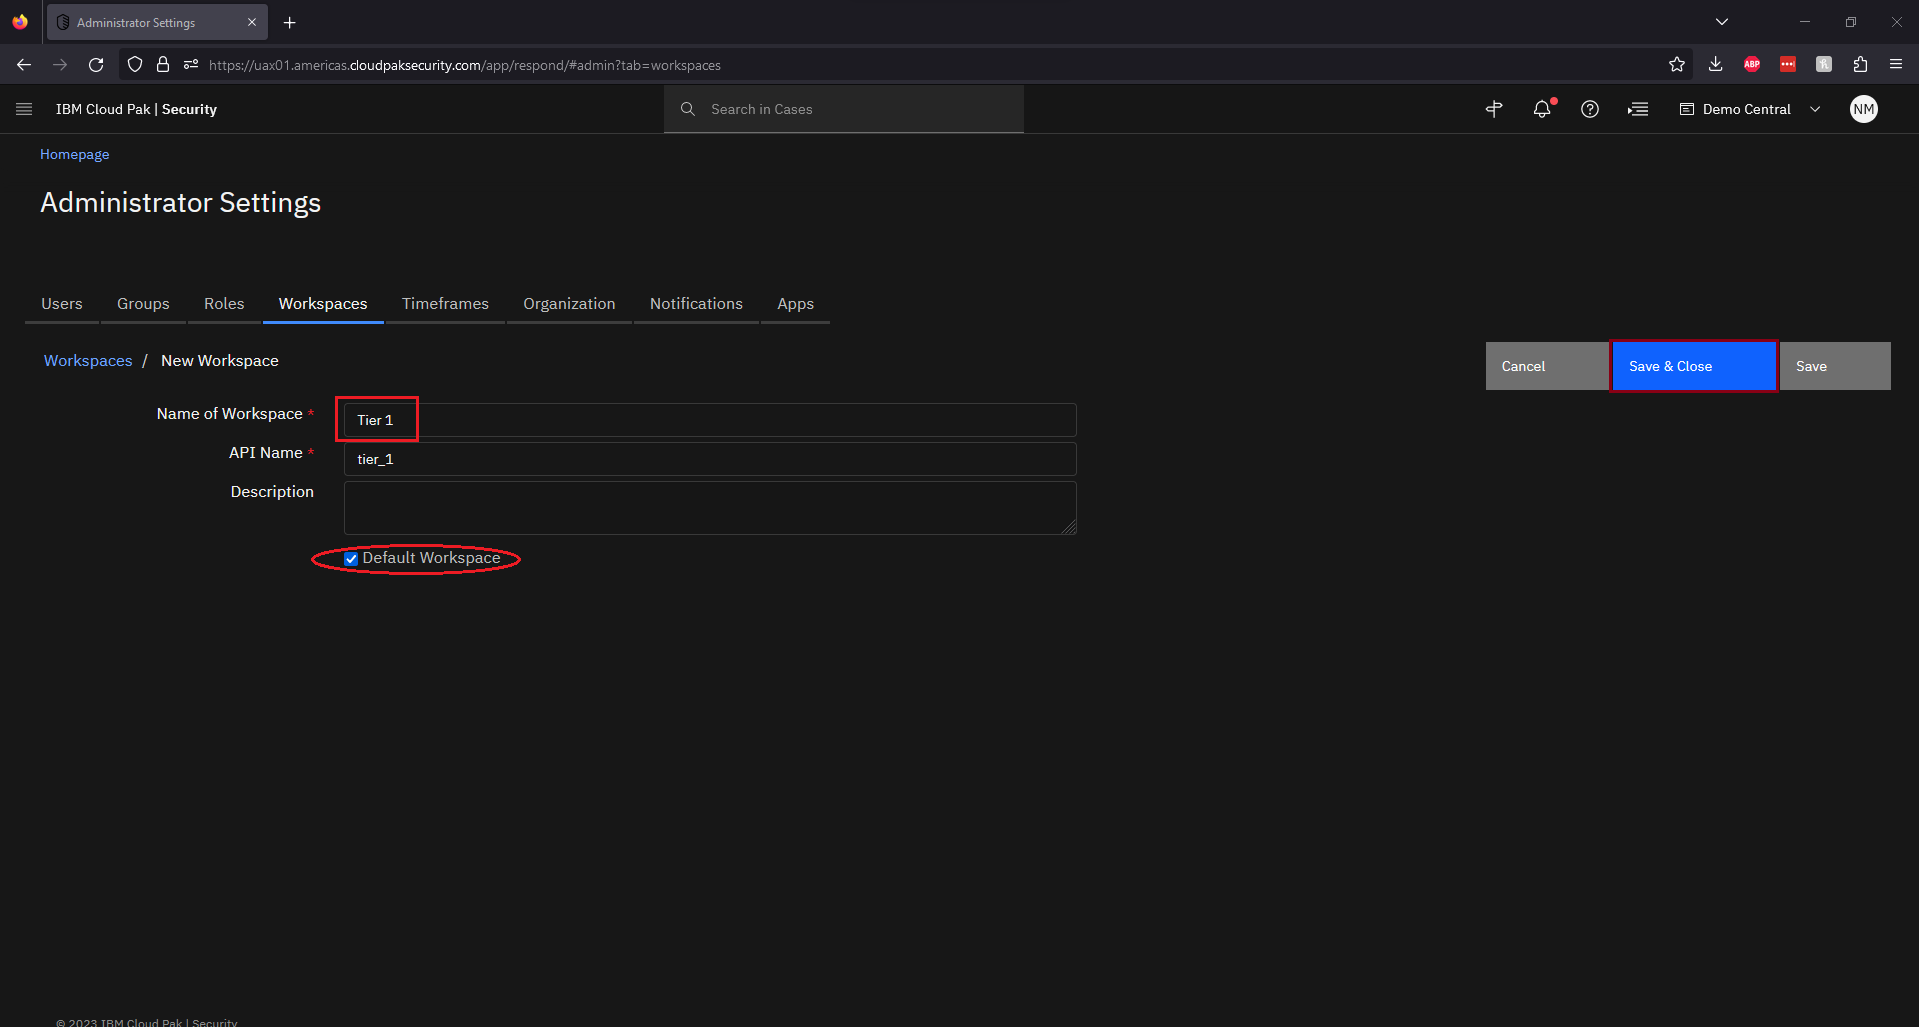 Administrator Settings
https://uax01.americas.cloudpaksecurity.com/app/respond/#admin?tab=workspaces
ABP
IBM Cloud Pak | Security
Search in Cases
Demo Central
NM
Homepage
Administrator Settings
Users Groups Roles Workspaces Timeframes Organization Notifications Apps
Workspaces / New Workspace
Cancel Save & Close Save
Name of Workspace * Tier 1
API Name * tier_1
Description
Default Workspace
© 2023 IBM Cloud Pak | Security